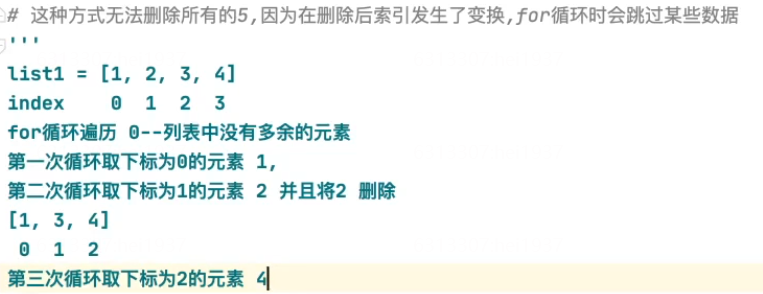 # 这种方式无法删除所有的5,因为在删除后索引发生了变换,for循环时会跳过某些数据
'''
list1 = [1, 2, 3, 4]
index    0  1  2  3
for循环遍历 0--列表中没有多余的元素
第一次循环取下标为0的元素 1,
第二次循环取下标为1的元素 2 并且将2 删除
[1, 3, 4]
 0  1  2
第三次循环取下标为2的元素 4